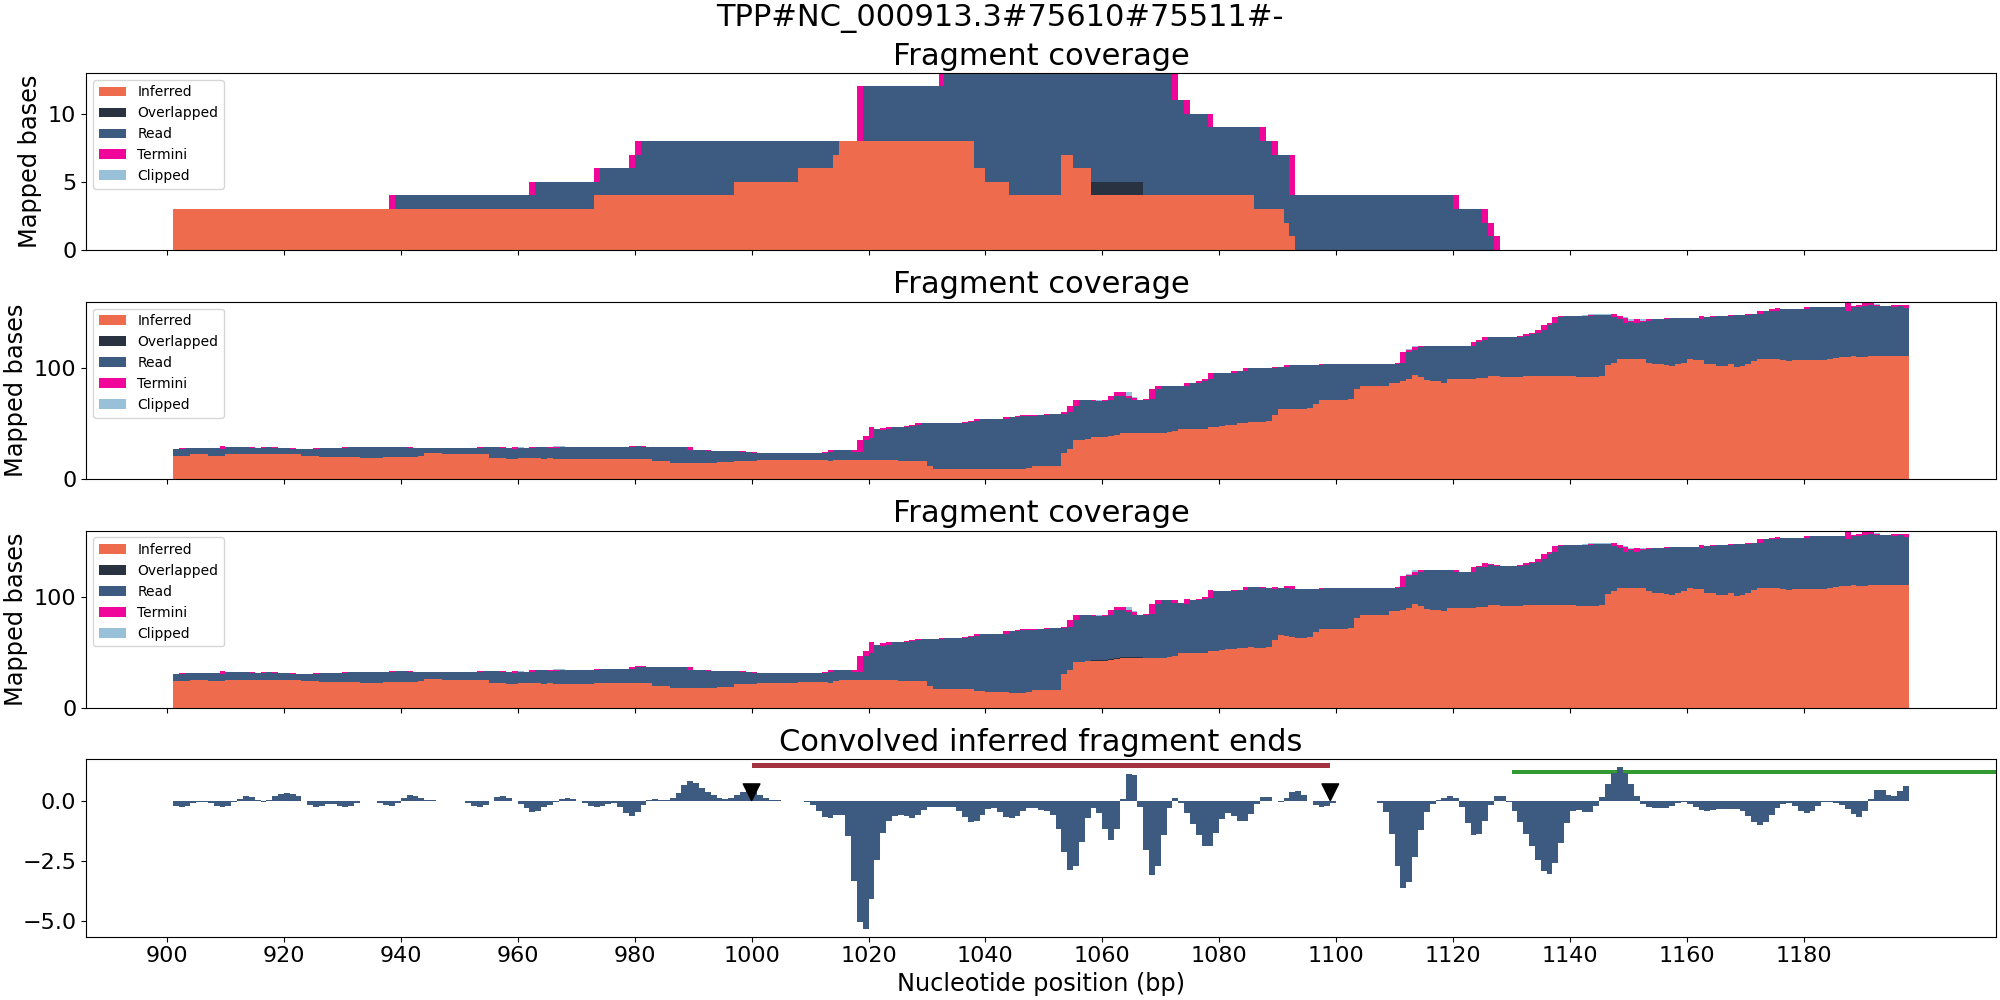 TPP#NC_000913.3#75610#75511#-
Fragment coverage
Mapped bases
10
5
0
Inferred
Overlapped
Read
Termini
Clipped
Fragment coverage
Mapped bases
100
0
Inferred
Overlapped
Read
Termini
Clipped
Fragment coverage
Mapped bases
100
0
Inferred
Overlapped
Read
Termini
Clipped
Convolved inferred fragment ends
0.0
−2.5
−5.0
900 920 940 960 980 1000 1020 1040 1060 1080 1100 1120 1140 1160 1180
Nucleotide position (bp)